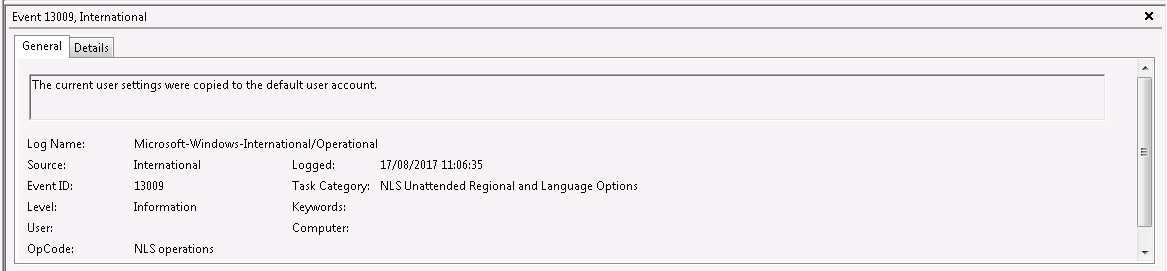 Event 13009, International
General Details
The current user settings were copied to the default user account.
Log Name: Microsoft-Windows-International/Operational
Source: International Logged: 17/08/2017 11:06:35
Event ID: 13009 Task Category: NLS Unattended Regional and Language Options
Level: Information Keywords:
User: Computer:
OpCode: NLS operations